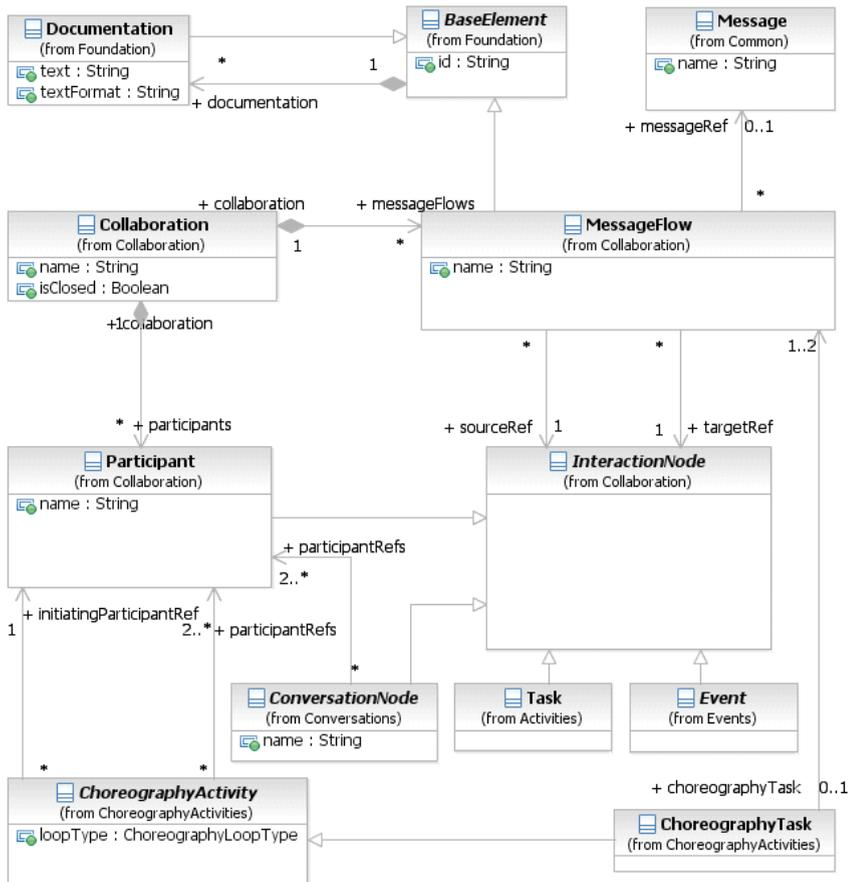 Documentation
(from Foundation)
text : String
textFormat : String
BaseElement
(from Foundation)
id : String
Message
(from Common)
name : String
*
1
+ documentation
+ messageRef
0..1
*
+ collaboration
+ messageFlows
1
*
Collaboration
(from Collaboration)
name : String
isClosed : Boolean
MessageFlow
(from Collaboration)
name : String
+collaboration
1
* + participants
*
*
1..2
+ sourceRef
1
1
+ targetRef
Participant
(from Collaboration)
name : String
InteractionNode
(from Collaboration)
+ participantRefs
2..*
+ initiatingParticipantRef
1
2..*
+ participantRefs
*
ConversationNode
(from Conversations)
name : String
Task
(from Activities)
Event
(from Events)
*
*
ChoreographyActivity
(from ChoreographyActivities)
loopType : ChoreographyLoopType
+ choreographyTask
0..1
ChoreographyTask
(from ChoreographyActivities)